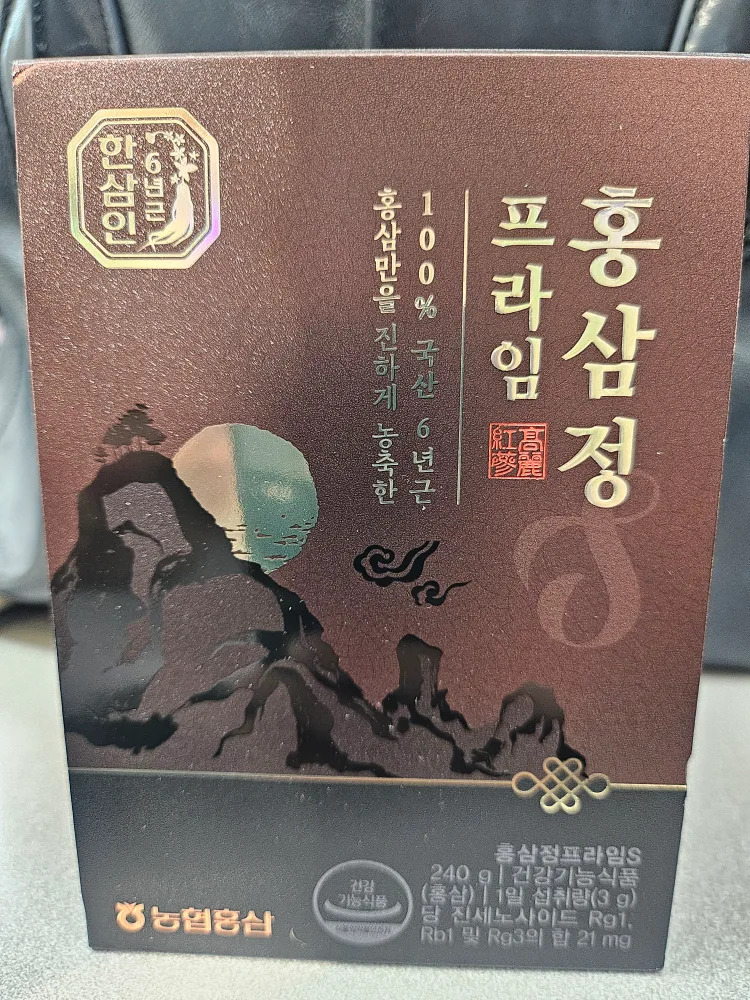 한삼인
6년근
홍삼정
프라임
高麗
紅蔘
100% 국산 6년근
홍삼만을 진하게 농축한
홍삼정프라임S
240 g | 건강기능식품
(홍삼) | 1일 섭취량(3 g)
당 진세노사이드 Rg1,
Rb1 및 Rg3의 합 21 mg
건강
기능식품
농협홍삼